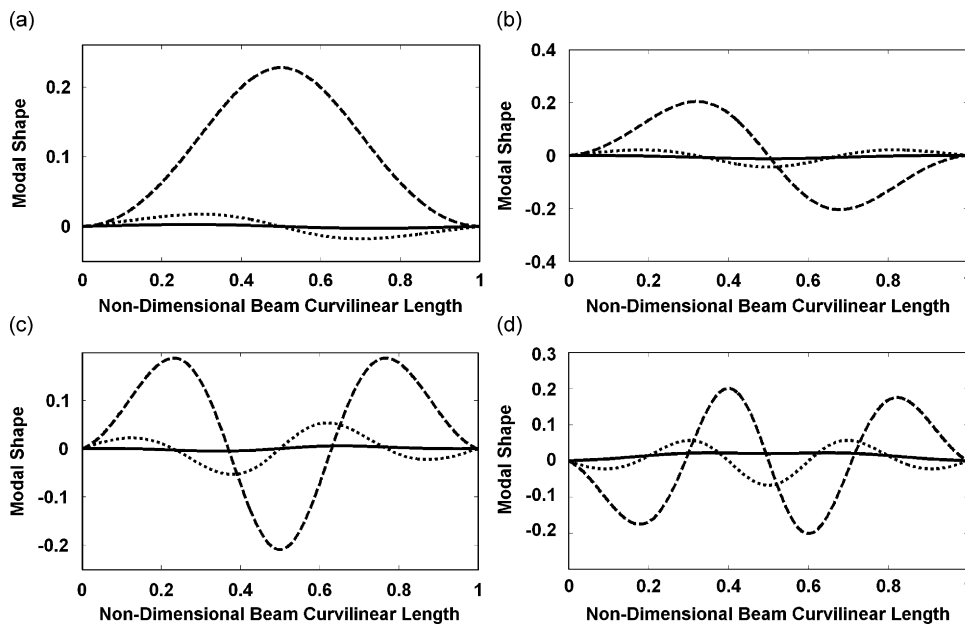 (a)
0.2
0.1
0
Modal Shape
0 0.2 0.4 0.6 0.8 1
Non-Dimensional Beam Curvilinear Length
(b)
0.4
0.2
0
-0.2
-0.4
Modal Shape
0 0.2 0.4 0.6 0.8 1
Non-Dimensional Beam Curvilinear Length
(c)
0.1
0
-0.1
-0.2
Modal Shape
0 0.2 0.4 0.6 0.8 1
Non-Dimensional Beam Curvilinear Length
(d)
0.3
0.2
0.1
0
-0.1
-0.2
Modal Shape
0 0.2 0.4 0.6 0.8 1
Non-Dimensional Beam Curvilinear Length